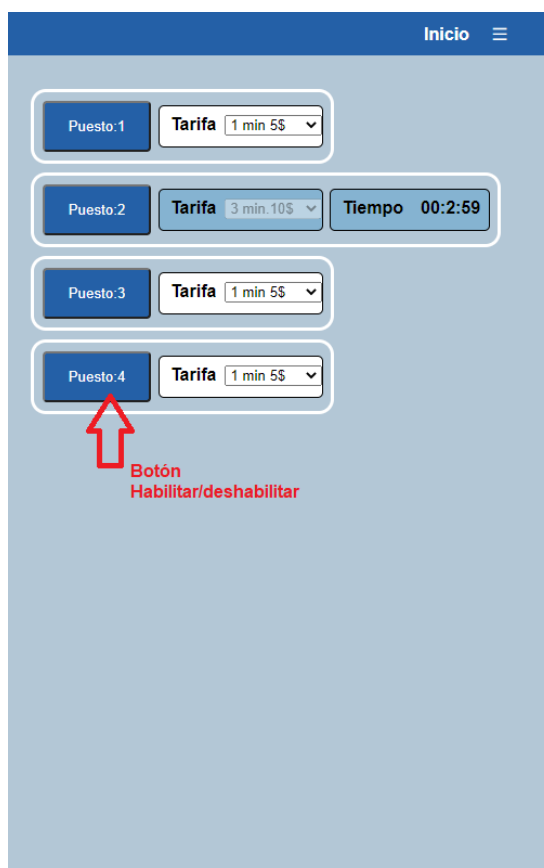 Inicio ☰
Puesto:1 Tarifa 1 min 5$
Puesto:2 Tarifa 3 min.10$ Tiempo 00:2:59
Puesto:3 Tarifa 1 min 5$
Puesto:4 Tarifa 1 min 5$
Botón
Habilitar/deshabilitar